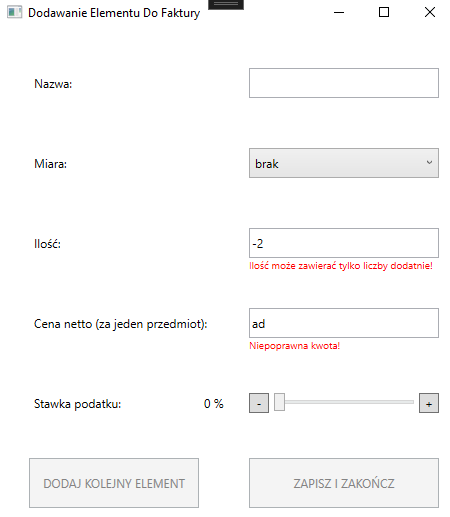 Dodawanie Elementu Do Faktury
Nazwa:
Miara:
brak
Ilość:
-2
Ilość może zawierać tylko liczby dodatnie!
Cena netto (za jeden przedmiot):
ad
Niepoprawna kwota!
Stawka podatku:
0 %
-
+
DODAJ KOLEJNY ELEMENT
ZAPISZ I ZAKOŃCZ